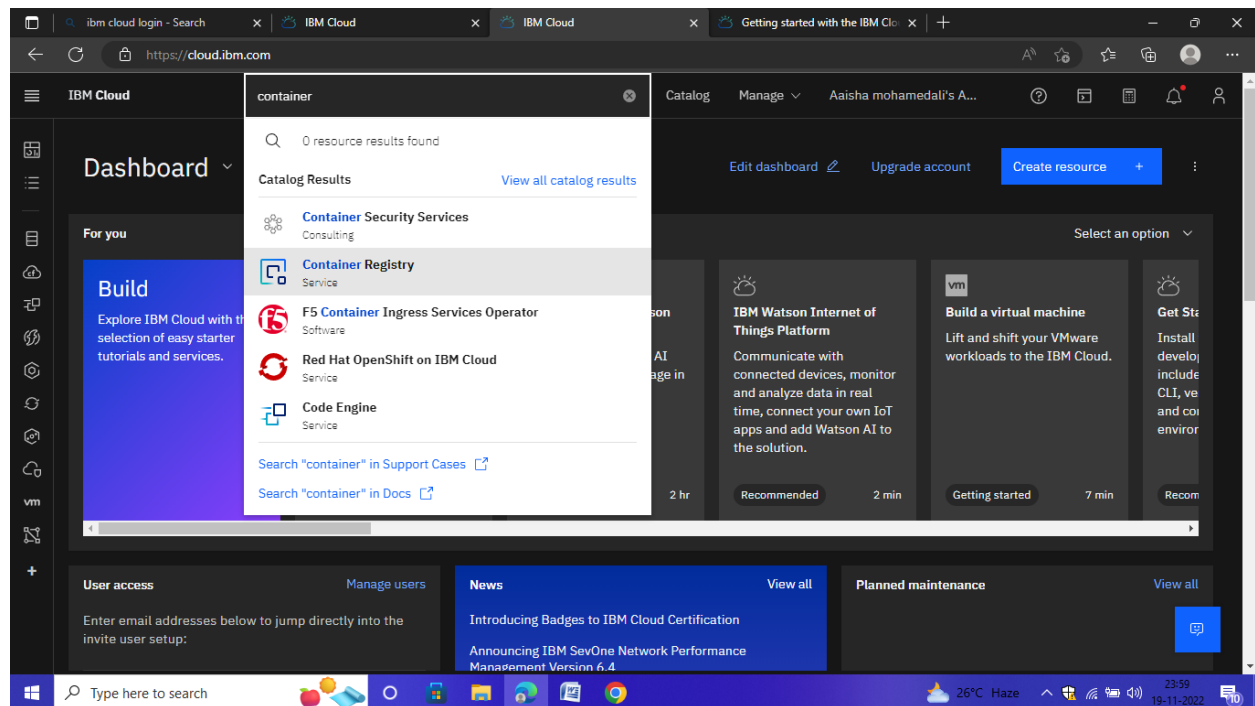 ibm cloud login - Search
IBM Cloud
IBM Cloud
Getting started with the IBM Clo
https://cloud.ibm.com
IBM Cloud
container
Catalog
Manage
Aaisha mohamedali's A...
0 resource results found
Catalog Results
View all catalog results
Container Security Services
Consulting
Container Registry
Service
F5 Container Ingress Services Operator
Software
Red Hat OpenShift on IBM Cloud
Service
Code Engine
Service
Search "container" in Support Cases
Search "container" in Docs
Dashboard
Edit dashboard
Upgrade account
Create resource +
For you
Select an option
Build
Explore IBM Cloud with th
selection of easy starter
tutorials and services.
son
AI
age in
2 hr
IBM Watson Internet of
Things Platform
Communicate with
connected devices, monitor
and analyze data in real
time, connect your own IoT
apps and add Watson AI to
the solution.
Recommended
2 min
vm
Build a virtual machine
Lift and shift your VMware
workloads to the IBM Cloud.
Getting started
7 min
Get Sta
Install
develop
include
CLI, ve
and co
enviror
Recom
vm
User access
Manage users
Enter email addresses below to jump directly into the
invite user setup:
News
View all
Introducing Badges to IBM Cloud Certification
Announcing IBM SevOne Network Performance
Management Version 6.4
Planned maintenance
View all
Type here to search
26°C Haze
23:59
19-11-2022